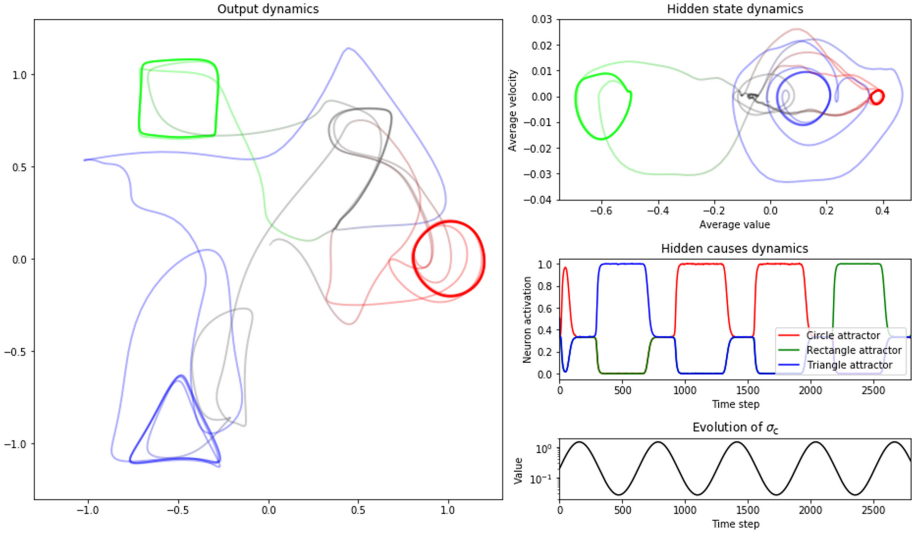 Output dynamics
1.0
0.5
0.0
−0.5
−1.0
−1.0 −0.5 0.0 0.5 1.0
Hidden state dynamics
Average velocity
0.03
0.02
0.01
0.00
−0.01
−0.02
−0.03
−0.04
−0.6 −0.4 −0.2 0.0 0.2 0.4
Average value
Hidden causes dynamics
Neuron activation
1.0
0.8
0.6
0.4
0.2
0.0
Circle attractor
Rectangle attractor
Triangle attractor
0 500 1000 1500 2000 2500
Time step
Evolution of σc
Value
10⁰
10⁻¹
0 500 1000 1500 2000 2500
Time step